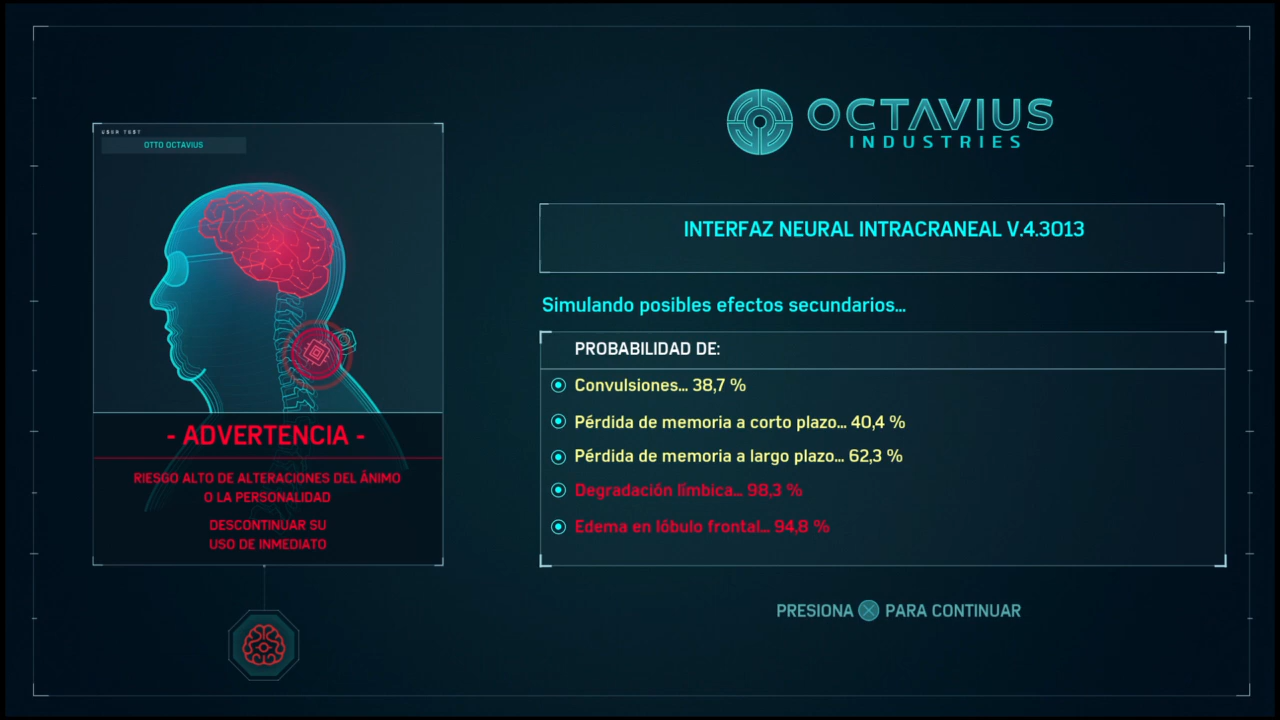 USER TEST
OTTO OCTAVIUS
- ADVERTENCIA -
RIESGO ALTO DE ALTERACIONES DEL ÁNIMO
O LA PERSONALIDAD
DESCONTINUAR SU
USO DE INMEDIATO
OCTAVIUS
INDUSTRIES
INTERFAZ NEURAL INTRACRANEAL V.4.3013
Simulando posibles efectos secundarios...
PROBABILIDAD DE:
Convulsiones... 38,7 %
Pérdida de memoria a corto plazo... 40,4 %
Pérdida de memoria a largo plazo... 62,3 %
Degradación límbica... 98,3 %
Edema en lóbulo frontal... 94,8 %
PRESIONA PARA CONTINUAR